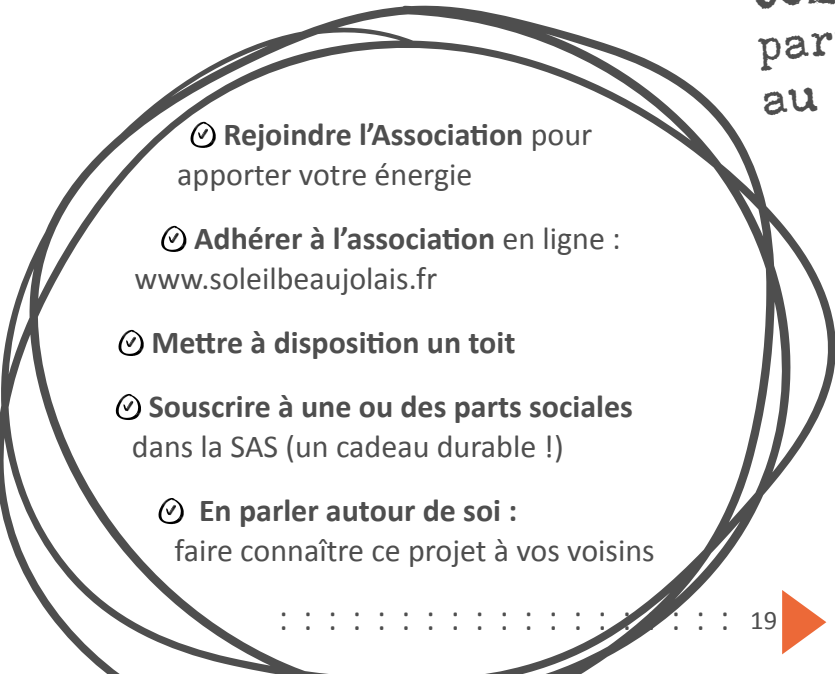 par
au
Rejoindre l'Association pour
apporter votre énergie
Adhérer à l'association en ligne :
www.soleilbeaujolais.fr
Mettre à disposition un toit
Souscrire à une ou des parts sociales
dans la SAS (un cadeau durable !)
En parler autour de soi :
faire connaître ce projet à vos voisins
19